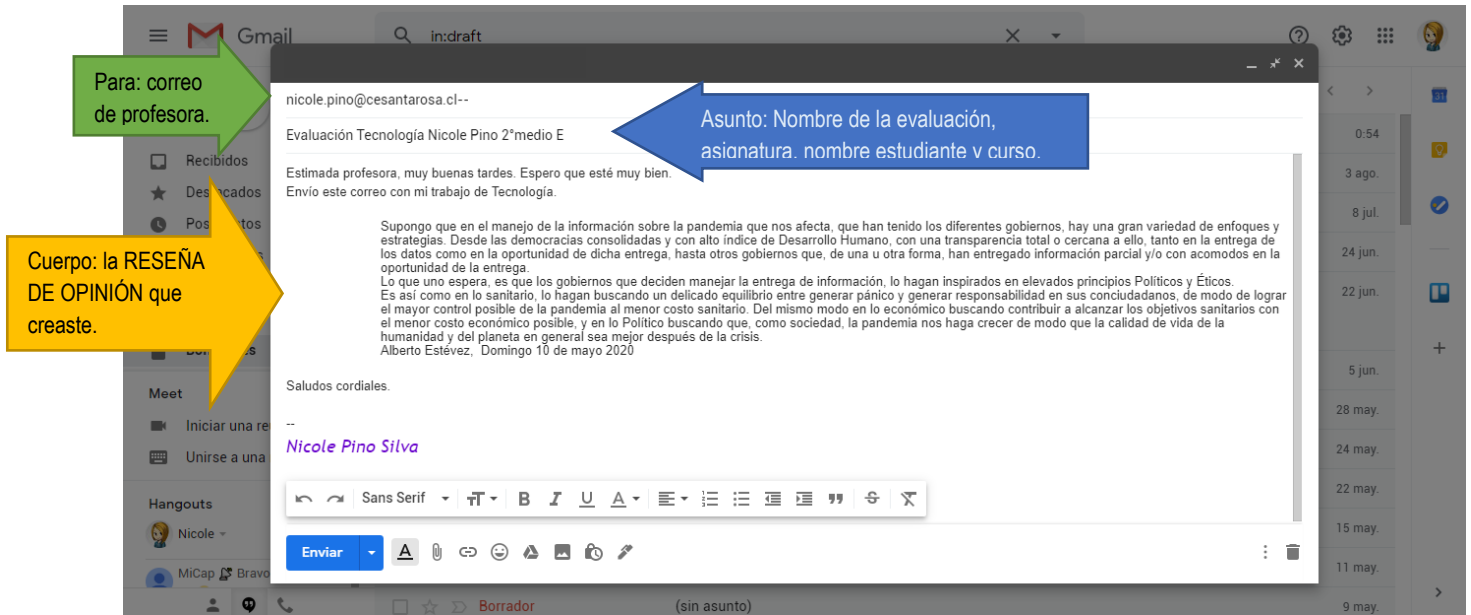 Gmail
in:draft
Para: correo
de profesora.
nicole.pino@cesantarosa.cl--
Evaluación Tecnología Nicole Pino 2°medio E
Asunto: Nombre de la evaluación,
asignatura, nombre estudiante y curso.
Estimada profesora, muy buenas tardes. Espero que esté muy bien.
Envío este correo con mi trabajo de Tecnología.
Supongo que en el manejo de la información sobre la pandemia que nos afecta, que han tenido los diferentes gobiernos, hay una gran variedad de enfoques y
estrategias. Desde las democracias consolidadas y con alto índice de Desarrollo Humano, con una transparencia total o cercana a ello, tanto en la entrega de
los datos como en la oportunidad de dicha entrega, hasta otros gobiernos que, de una u otra forma, han entregado información parcial y/o con acomodos en la
oportunidad de la entrega.
Lo que uno espera, es que los gobiernos que deciden manejar la entrega de información, lo hagan inspirados en elevados principios Políticos y Éticos.
Es así como en lo sanitario, lo hagan buscando un delicado equilibrio entre generar pánico y generar responsabilidad en sus conciudadanos, de modo de lograr
el mayor control posible de la pandemia al menor costo sanitario. Del mismo modo en lo económico buscando contribuir a alcanzar los objetivos sanitarios con
el menor costo económico posible, y en lo Político buscando que, como sociedad, la pandemia nos haga crecer de modo que la calidad de vida de la
humanidad y del planeta en general sea mejor después de la crisis.
Alberto Estévez, Domingo 10 de mayo 2020
Saludos cordiales.
--
Nicole Pino Silva
Sans Serif
Enviar
Cuerpo: la RESEÑA
DE OPINIÓN que
creaste.
Recibidos
Meet
Iniciar una
Unirse a una
Hangouts
Nicole
MiCap Bravo
Borrador
(sin asunto)
0:54
3 ago.
8 jul.
24 jun.
22 jun.
5 jun.
28 may.
24 may.
22 may.
15 may.
11 may.
9 may.
31